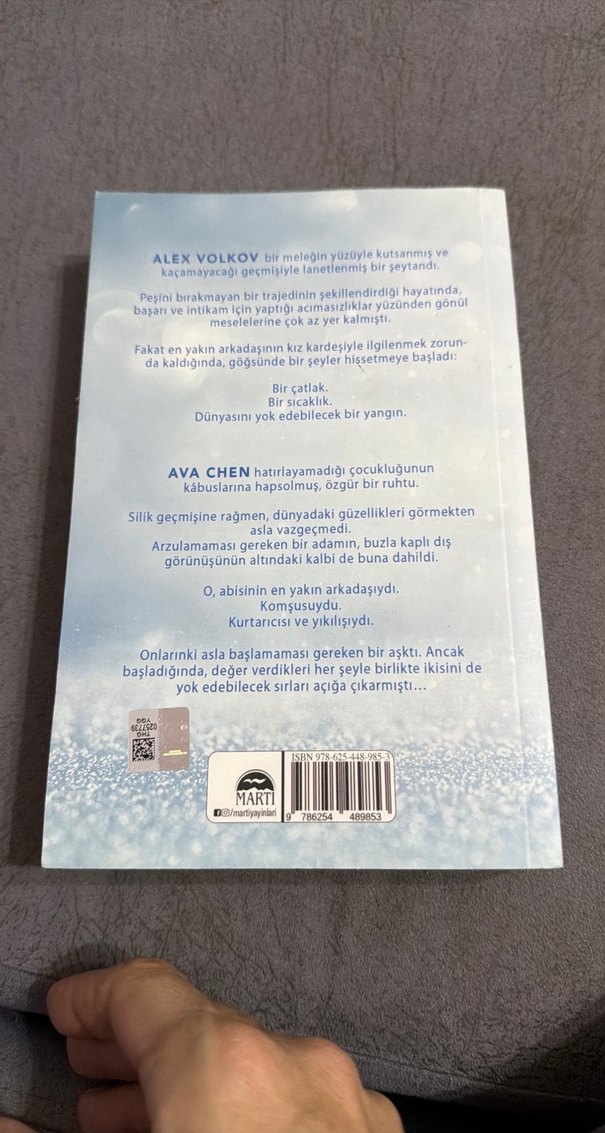 ALEX VOLKOV bir meleğin yüzüyle kutsanmış ve
kaçamayacağı geçmişiyle lanetlenmiş bir şeytandı.
Peşini bırakmayan bir trajedinin şekillendirdiği hayatında,
başarı ve intikam için yaptığı acımasızlıklar yüzünden gönül
meselelerine çok az yer kalmıştı.
Fakat en yakın arkadaşının kız kardeşiyle ilgilenmek zorun-
da kaldığında, göğsünde bir şeyler hissetmeye başladı:
Bir çatlak.
Bir sıcaklık.
Dünyasını yok edebilecek bir yangın.
AVA CHEN hatırlayamadığı çocukluğunun
kâbuslarına hapsolmuş, özgür bir ruhtu.
Silik geçmişine rağmen, dünyadaki güzellikleri görmekten
asla vazgeçmedi.
Arzulamaması gereken bir adamın, buzla kaplı dış
görünüşünün altındaki kalbi de buna dahildi.
O, abisinin en yakın arkadaşıydı.
Komşusuydu.
Kurtarıcısı ve yıkılışıydı.
Onlarınki asla başlamaması gereken bir aşktı. Ancak
başladığında, değer verdikleri her şeyle birlikte ikisini de
yok edebilecek sırları açığa çıkarmıştı...
THG
YGG
0257739
MARTI
/martiyayinlari
ISBN 978-625-448-985-3
9 786254 489853